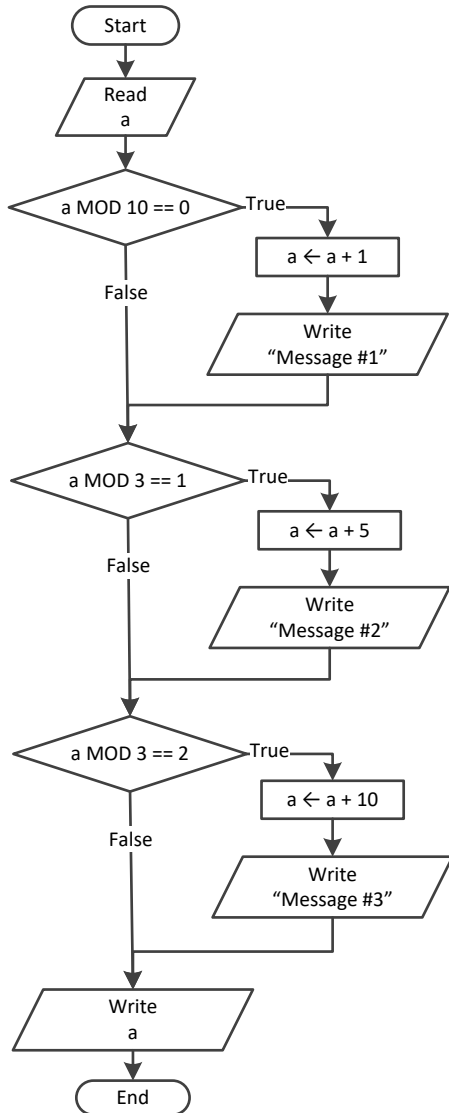 Start
Read
a
a MOD 10 == 0
True
a ← a + 1
False
Write
“Message #1”
a MOD 3 == 1
True
a ← a + 5
False
Write
“Message #2”
a MOD 3 == 2
True
a ← a + 10
False
Write
“Message #3”
Write
a
End